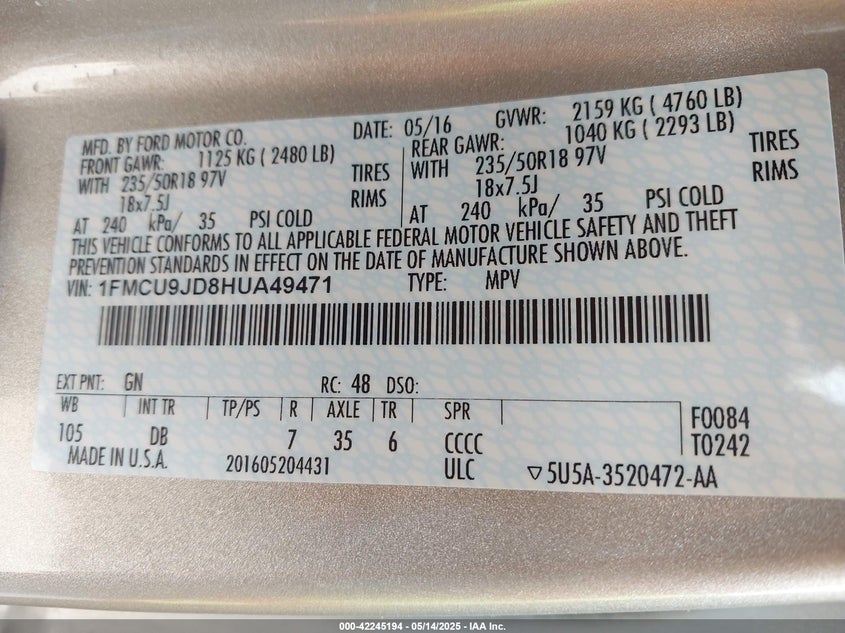 MFD. BY FORD MOTOR CO. DATE: 05/16 GVWR: 2159 KG ( 4760 LB)
FRONT GAWR: 1125 KG ( 2480 LB) REAR GAWR: 1040 KG ( 2293 LB)
WITH 235/50R18 97V TIRES WITH 235/50R18 97V TIRES
18x7.5J RIMS 18x7.5J RIMS
AT 240 kPa/ 35 PSI COLD AT 240 kPa/ 35 PSI COLD
THIS VEHICLE CONFORMS TO ALL APPLICABLE FEDERAL MOTOR VEHICLE SAFETY AND THEFT
PREVENTION STANDARDS IN EFFECT ON THE DATE OF MANUFACTURE SHOWN ABOVE.
VIN: 1FMCU9JD8HUA49471 TYPE: MPV
EXT PNT: GN RC: 48 DSO:
WB INT TR TP/PS R AXLE TR SPR F0084
105 DB 7 35 6 CCCC T0242
MADE IN U.S.A. 201605204431 ULC ▽5U5A-3520472-AA
000-42245194 - 05/14/2025 - IAA Inc.